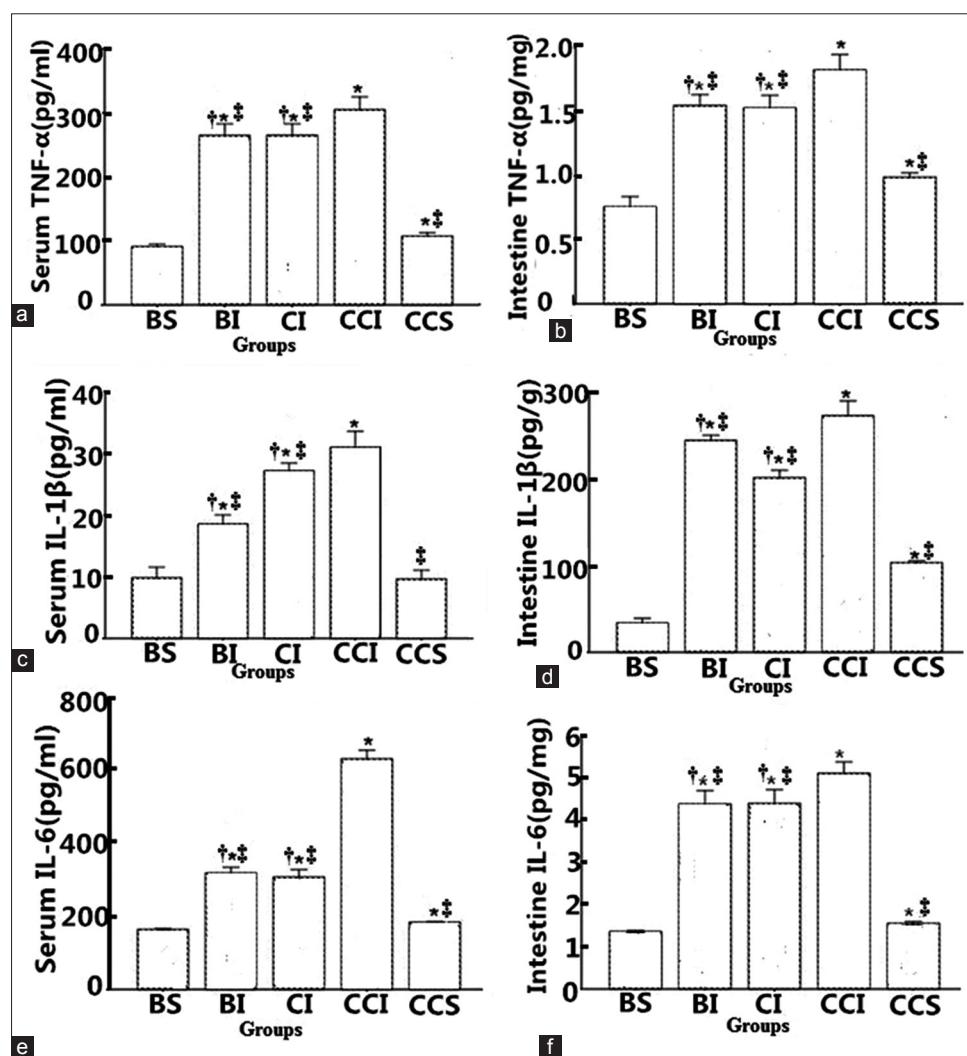 Serum TNF-α(pg/ml)
400
300
200
100
0
†*‡
†*‡
*
*‡
BS BI CI CCI CCS
Groups
a
Intestine TNF-α(pg/mg)
2.0
1.5
1.0
0.5
0
†*‡
†*‡
*
*‡
BS BI CI CCI CCS
Groups
b
Serum IL-1β(pg/ml)
40
30
20
10
0
†*‡
†*‡
*
‡
BS BI CI CCI CCS
Groups
c
Intestine IL-1β(pg/g)
300
200
100
0
†*‡
†*‡
*
*‡
BS BI CI CCI CCS
Groups
d
Serum IL-6(pg/ml)
800
600
400
200
0
†*‡
†*‡
*
*‡
BS BI CI CCI CCS
Groups
e
Intestine IL-6(pg/mg)
6
5
4
3
2
1
0
†*‡
†*‡
*
*‡
BS BI CI CCI CCS
Groups
f